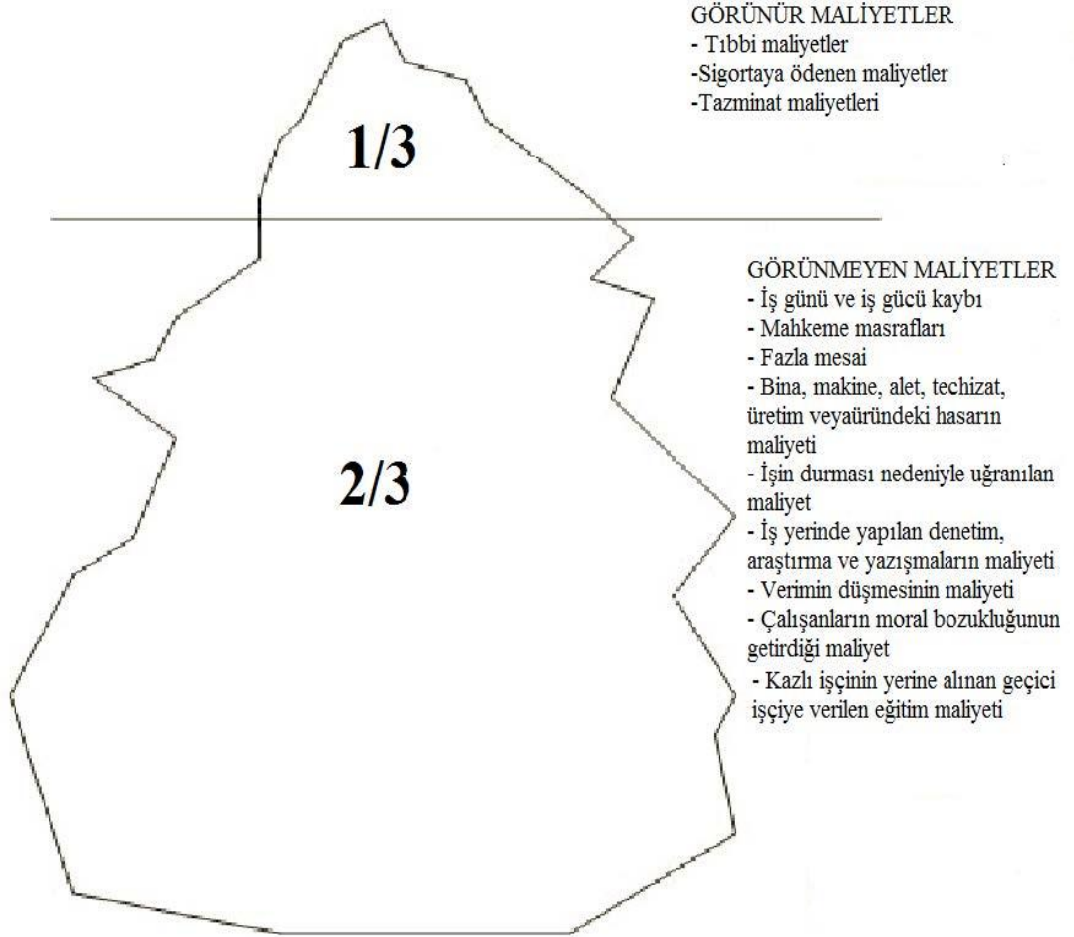 GÖRÜNÜR MALİYETLER
- Tıbbi maliyetler
-Sigortaya ödenen maliyetler
-Tazminat maliyetleri
1/3
GÖRÜNMEYEN MALİYETLER
- İş günü ve iş gücü kaybı
- Mahkeme masrafları
- Fazla mesai
- Bina, makine, alet, techizat,
üretim veyaüründeki hasarın
maliyeti
- İşin durması nedeniyle uğranılan
maliyet
- İş yerinde yapılan denetim,
araştırma ve yazışmaların maliyeti
- Verimin düşmesinin maliyeti
- Çalışanların moral bozukluğunun
getirdiği maliyet
- Kazlı işçinin yerine alınan geçici
işçiye verilen eğitim maliyeti
2/3